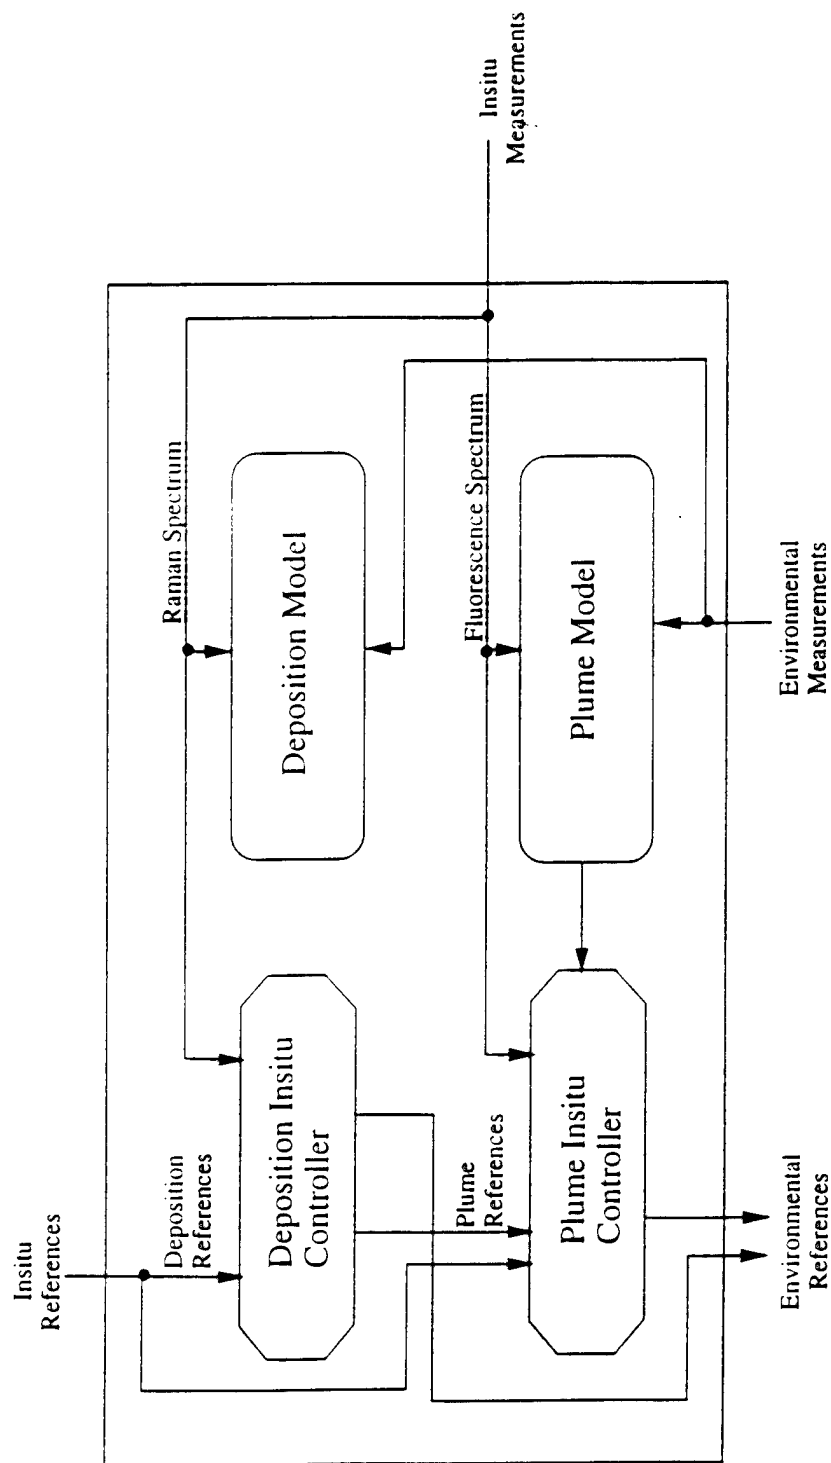 Insitu
References
Deposition
References
Deposition Insitu
Controller
Raman Spectrum
Deposition Model
Insitu
Measurements
Plume
References
Plume Insitu
Controller
Fluorescence Spectrum
Plume Model
Environmental
References
Environmental
Measurements